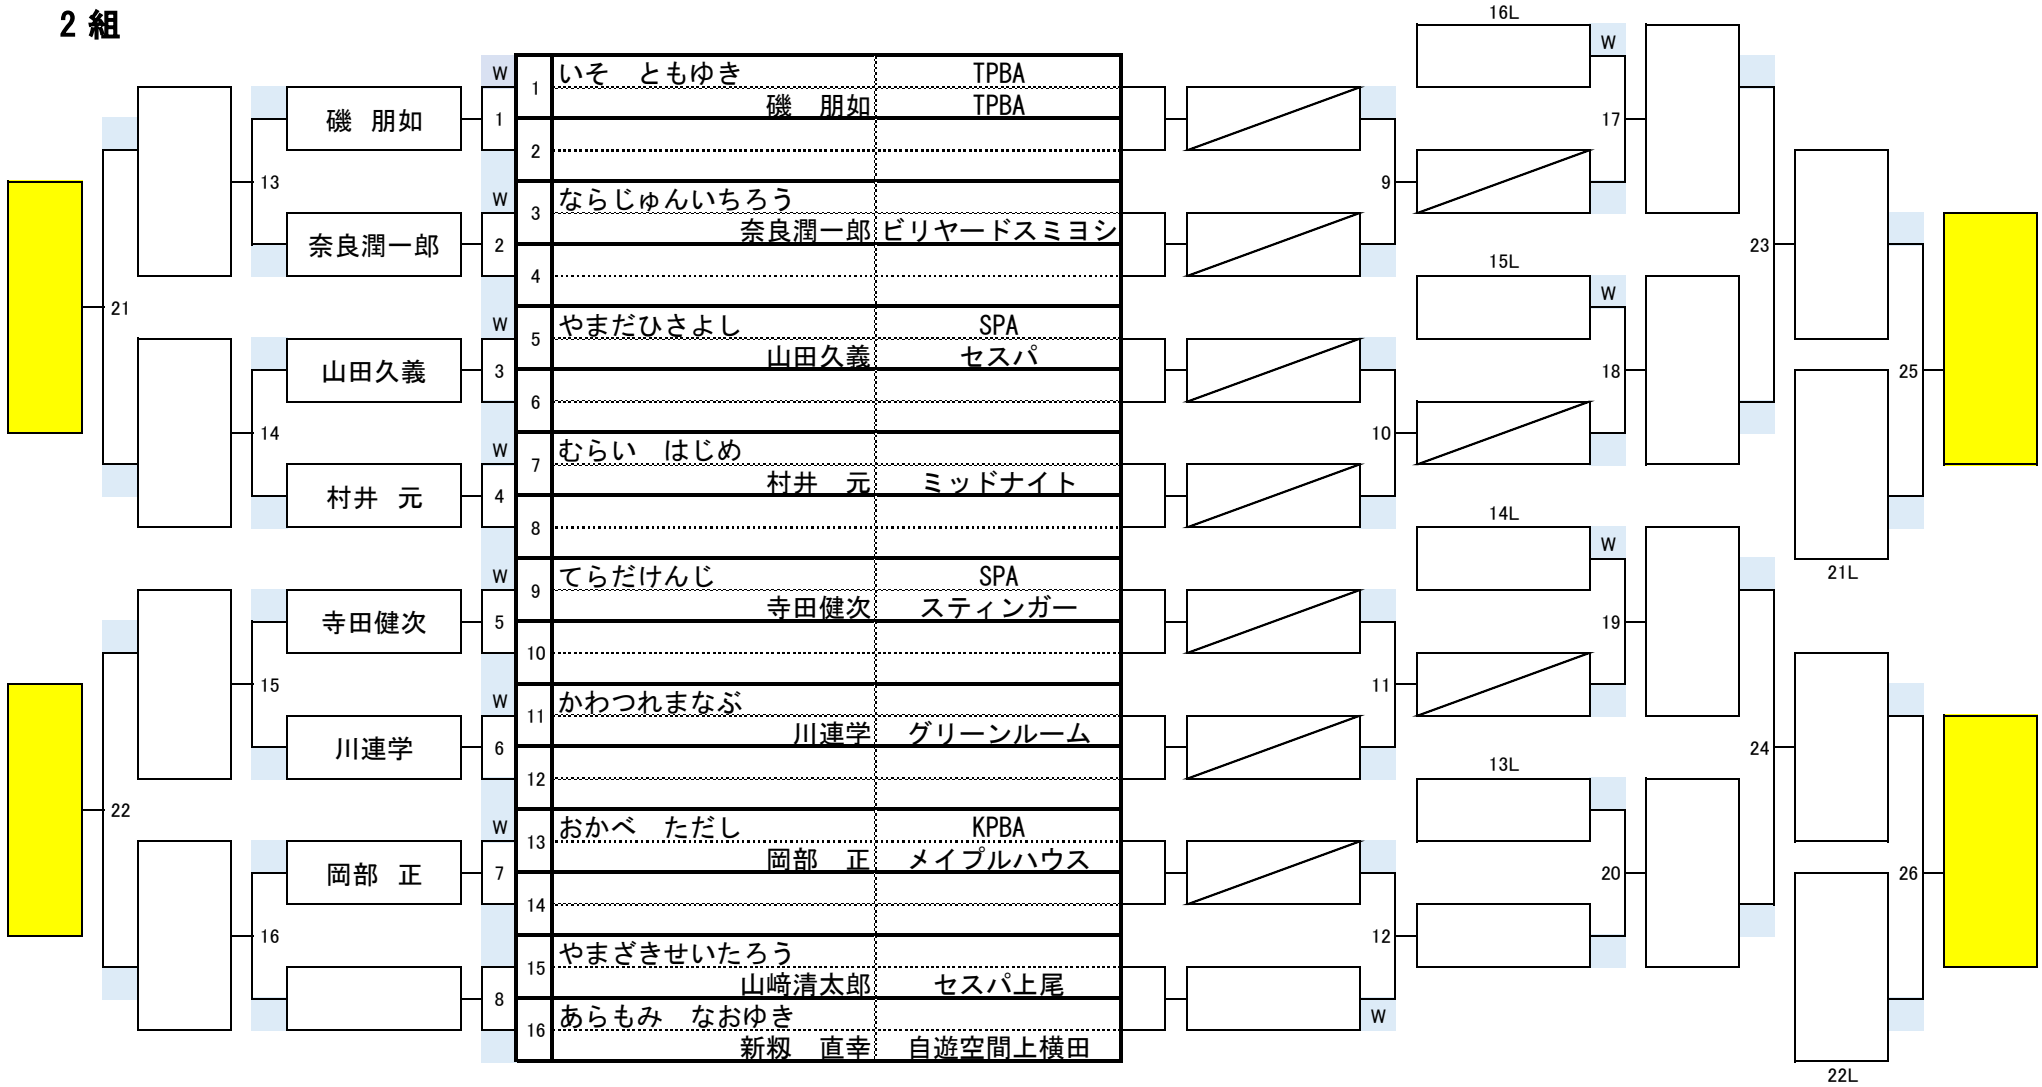 2 組
16L
W
W
1
いそ ともゆき
TPBA
磯 朋如
1
磯 朋如
TPBA
17
2
13
9
W
3
ならじゅんいちろう
奈良潤一郎
2
奈良潤一郎
ビリヤードスミヨシ
23
4
15L
21
W
5
やまだひさよし
SPA
W
山田久義
3
山田久義
セスパ
18
25
6
14
10
W
7
むらい はじめ
村井 元
4
村井 元
ミッドナイト
8
14L
W
W
9
てらだけんじ
SPA
21L
寺田健次
5
寺田健次
スティンガー
19
10
15
11
W
11
かわつれまなぶ
川連学
6
川連学
グリーンルーム
24
12
13L
22
W
13
おかべ ただし
KPBA
岡部 正
7
岡部 正
メイプルハウス
20
26
14
16
12
15
やまざきせいたろう
8
山﨑清太郎
セスパ上尾
16
あらもみ なおゆき
W
新籾 直幸
自遊空間上横田
22L